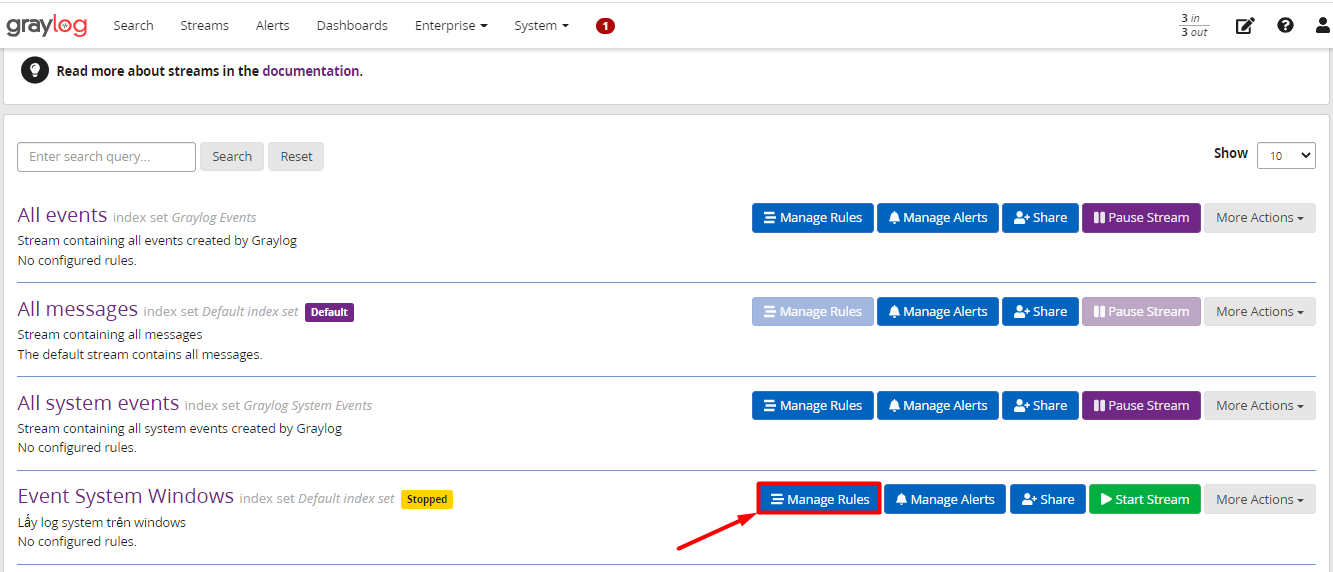 graylog Search Streams Alerts Dashboards Enterprise System 1 3 in
3 out
Read more about streams in the documentation.
Enter search query... Search Reset Show 10
All events index set Graylog Events Manage Rules Manage Alerts Share Pause Stream More Actions
Stream containing all events created by Graylog
No configured rules.
All messages index set Default index set Default Manage Rules Manage Alerts Share Pause Stream More Actions
Stream containing all messages
The default stream contains all messages.
All system events index set Graylog System Events Manage Rules Manage Alerts Share Pause Stream More Actions
Stream containing all system events created by Graylog
No configured rules.
Event System Windows index set Default index set Stopped Manage Rules Manage Alerts Share Start Stream More Actions
Lấy log system trên windows
No configured rules.